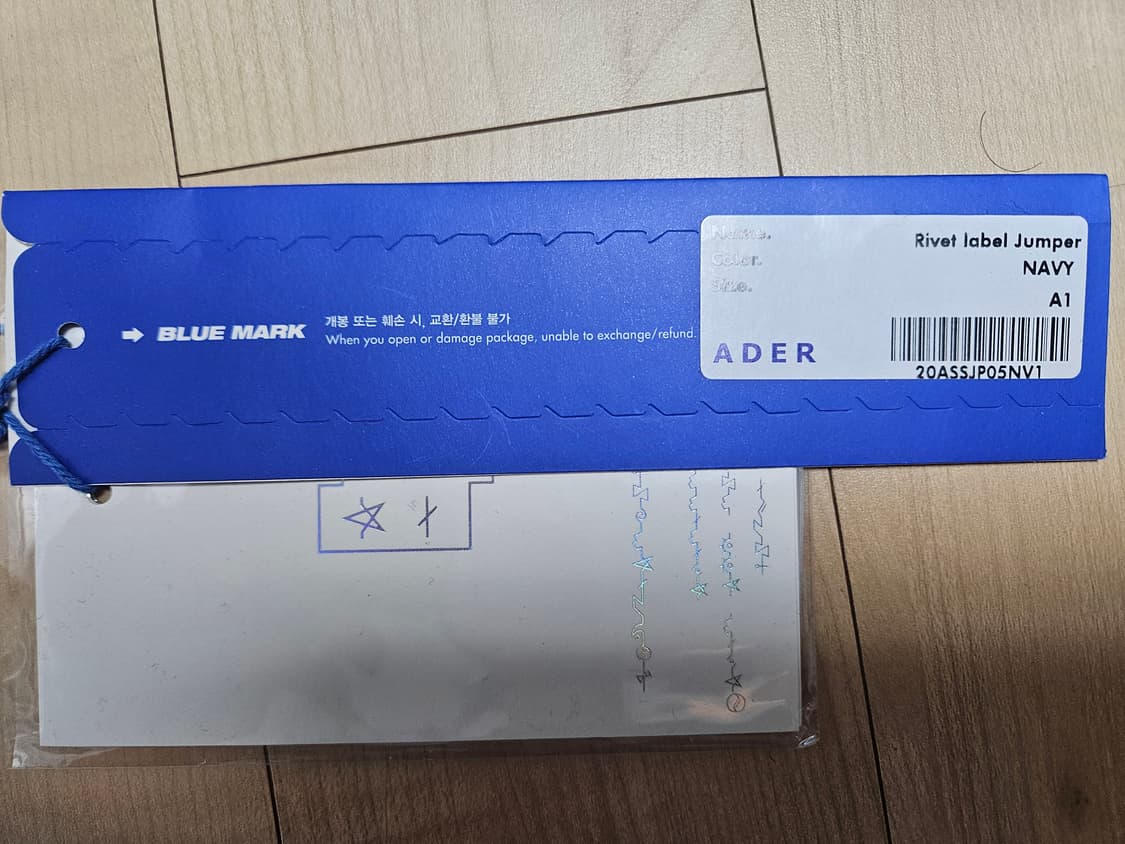 BLUE MARK
개봉 또는 훼손 시, 교환/환불 불가
When you open or damage package, unable to exchange/refund.
Name. Rivet label Jumper
Color. NAVY
Size. A1
ADER
20ASSJP05NV1